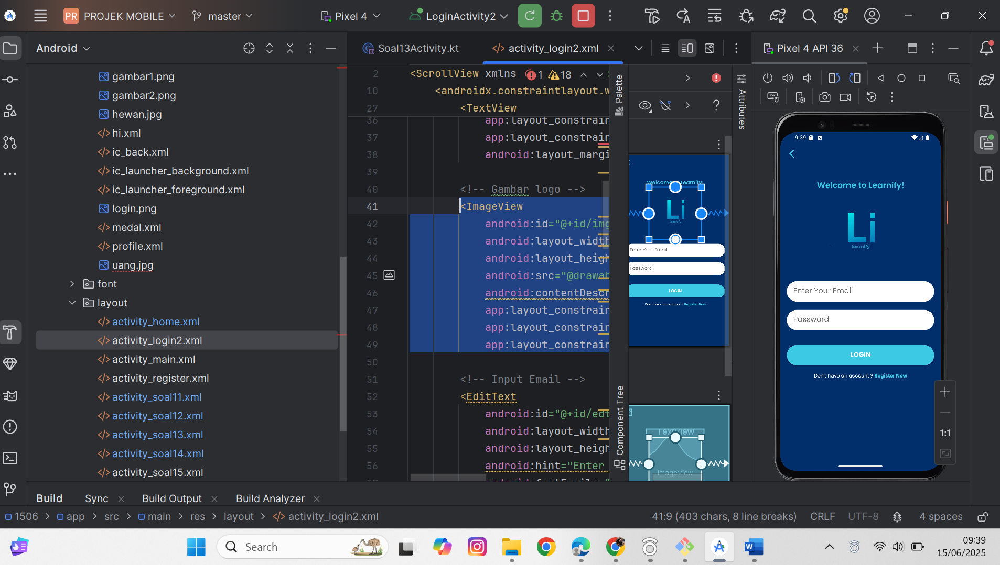 PR PROJEK MOBILE
master
Pixel 4
LoginActivity2
Android
gambar1.png
gambar2.png
hewan.jpg
hi.xml
ic_back.xml
ic_launcher_background.xml
ic_launcher_foreground.xml
login.png
medal.xml
profile.xml
uang.jpg
font
layout
activity_home.xml
activity_login2.xml
activity_main.xml
activity_register.xml
activity_soal11.xml
activity_soal12.xml
activity_soal13.xml
activity_soal14.xml
activity_soal15.xml
Soal13Activity.kt
activity_login2.xml
1 18
2 <ScrollView xmlns:
10 <androidx.constraintlayout.w
27 <TextView
36 app:layout_constrain
37 app:layout_constrain
38 android:layout_margi
39
40 <!-- Gambar logo -->
41 <ImageView
42 android:id="@+id/img
43 android:layout_width
44 android:layout_heigh
45 android:src="@drawab
46 android:contentDescr
47 app:layout_constrain
48 app:layout_constrain
49 app:layout_constrain
50
51 <!-- Input Email -->
52 <EditText
53 android:id="@+id/edt
54 android:layout_width
55 android:layout_heigh
56 android:hint="Enter
57 android:fontFamily="
Palette
Component Tree
Attributes
Welcome to Learnify!
Li
learnify
Enter Your Email
Password
LOGIN
Don't have an account ? Register Now
TextView
ImageView
Pixel 4 API 36
9:39
Welcome to Learnify!
Li
learnify
Enter Your Email
Password
LOGIN
Don't have an account ? Register Now
1:1
Build
Sync
Build Output
Build Analyzer
1506 > app > src > main > res > layout > activity_login2.xml
41:9 (403 chars, 8 line breaks)
CRLF
UTF-8
4 spaces
Search
09:39
15/06/2025